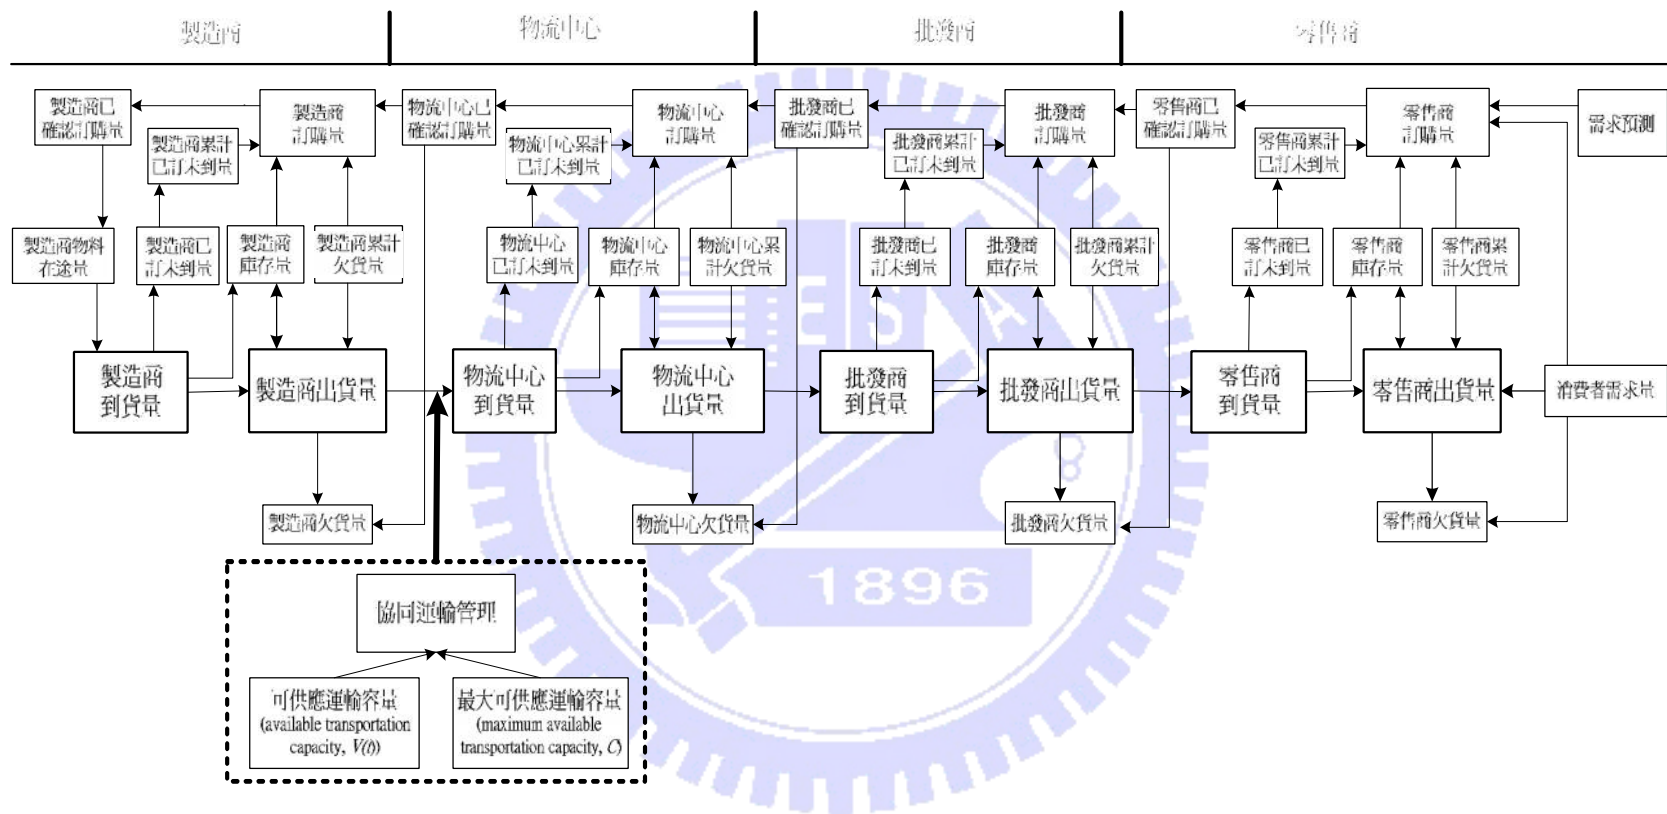 製造商
物流中心
批發商
零售商
製造商已
確認訂購量
製造商
訂購量
製造商累計
已訂未到量
製造商物料
在途量
製造商已
訂未到量
製造商
庫存量
製造商累計
欠貨量
製造商
到貨量
製造商出貨量
製造商欠貨量
物流中心已
確認訂購量
物流中心
訂購量
物流中心累計
已訂未到量
物流中心
已訂未到量
物流中心
庫存量
物流中心累
計欠貨量
物流中心
到貨量
物流中心
出貨量
物流中心欠貨量
批發商已
確認訂購量
批發商
訂購量
批發商累計
已訂未到量
批發商已
訂未到量
批發商
庫存量
批發商累計
欠貨量
批發商
到貨量
批發商出貨量
批發商欠貨量
零售商已
確認訂購量
零售商
訂購量
零售商累計
已訂未到量
零售商已
訂未到量
零售商
庫存量
零售商累
計欠貨量
零售商
到貨量
零售商出貨量
零售商欠貨量
需求預測
消費者需求量
協同運輸管理
可供應運輸容量
(available transportation
capacity, V(t))
最大可供應運輸容量
(maximum available
transportation capacity, C)
ESA
1896